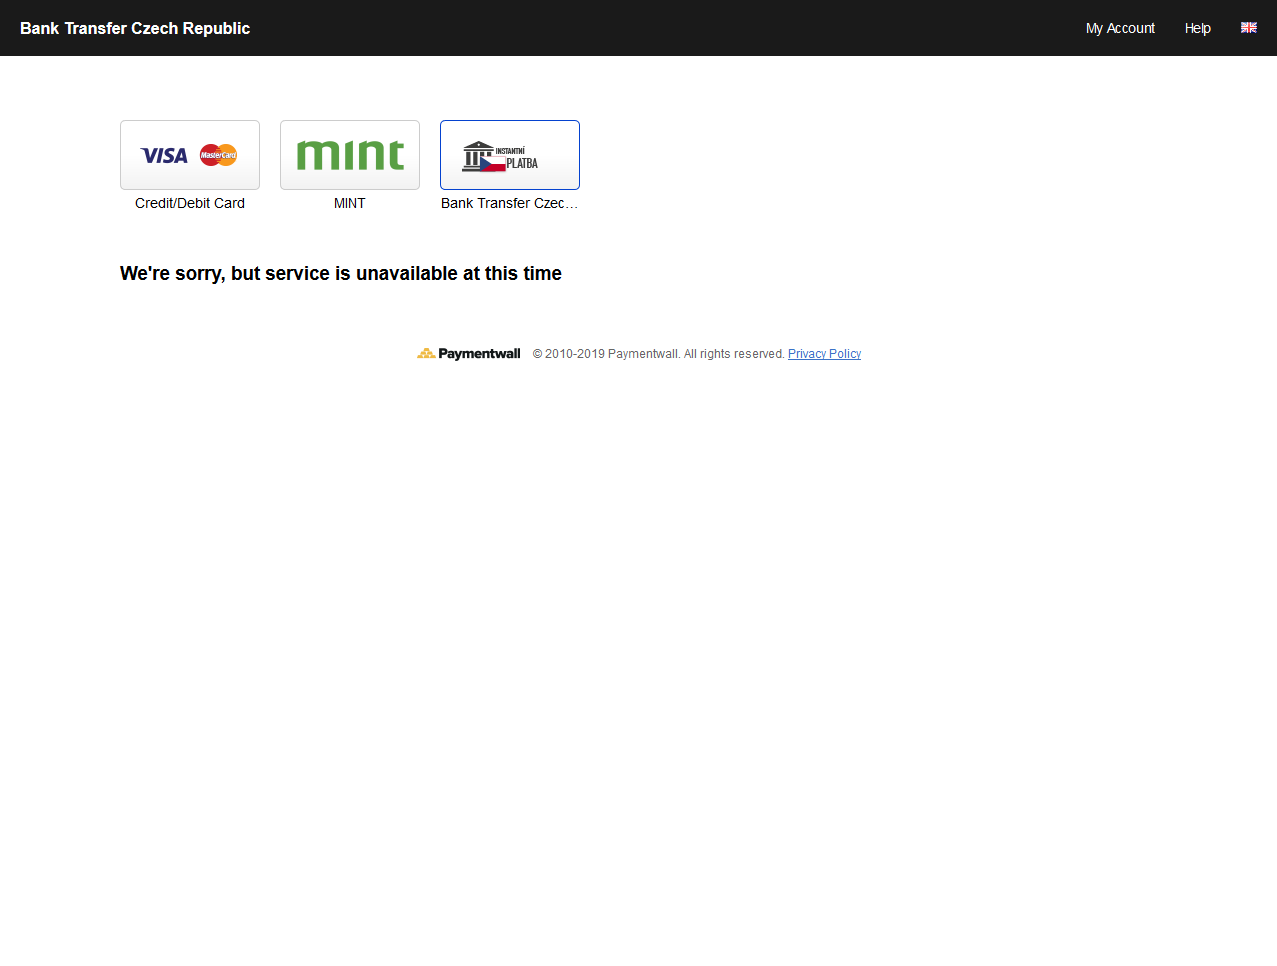 Bank Transfer Czech Republic
My Account Help
VISA MasterCard
mint
INSTANTNÍ
PLATBA
Credit/Debit Card
MINT
Bank Transfer Czec...
We're sorry, but service is unavailable at this time
Paymentwall © 2010-2019 Paymentwall. All rights reserved. Privacy Policy